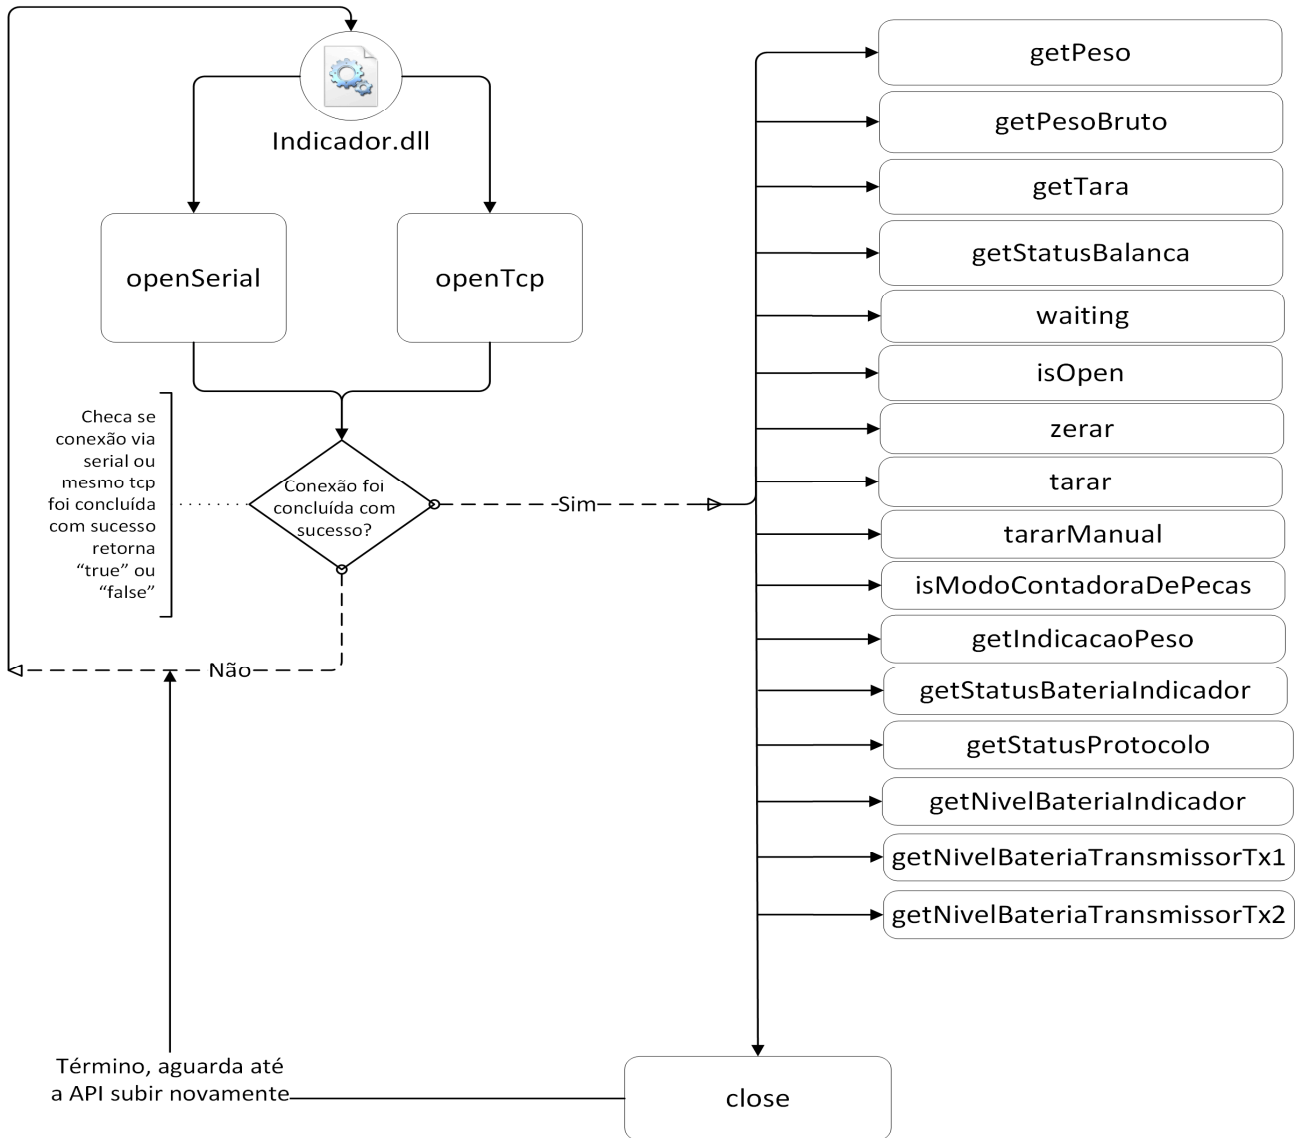 Indicador.dll
openSerial
openTcp
Checa se
conexão via
serial ou
mesmo tcp
foi concluída
com sucesso
retorna
“true” ou
“false”
Conexão foi
concluída com
sucesso?
Sim
Não
getPeso
getPesoBruto
getTara
getStatusBalanca
waiting
isOpen
zerar
tarar
tararManual
isModoContadoraDePecas
getIndicacaoPeso
getStatusBateriaIndicador
getStatusProtocolo
getNivelBateriaIndicador
getNivelBateriaTransmissorTx1
getNivelBateriaTransmissorTx2
close
Término, aguarda até
a API subir novamente